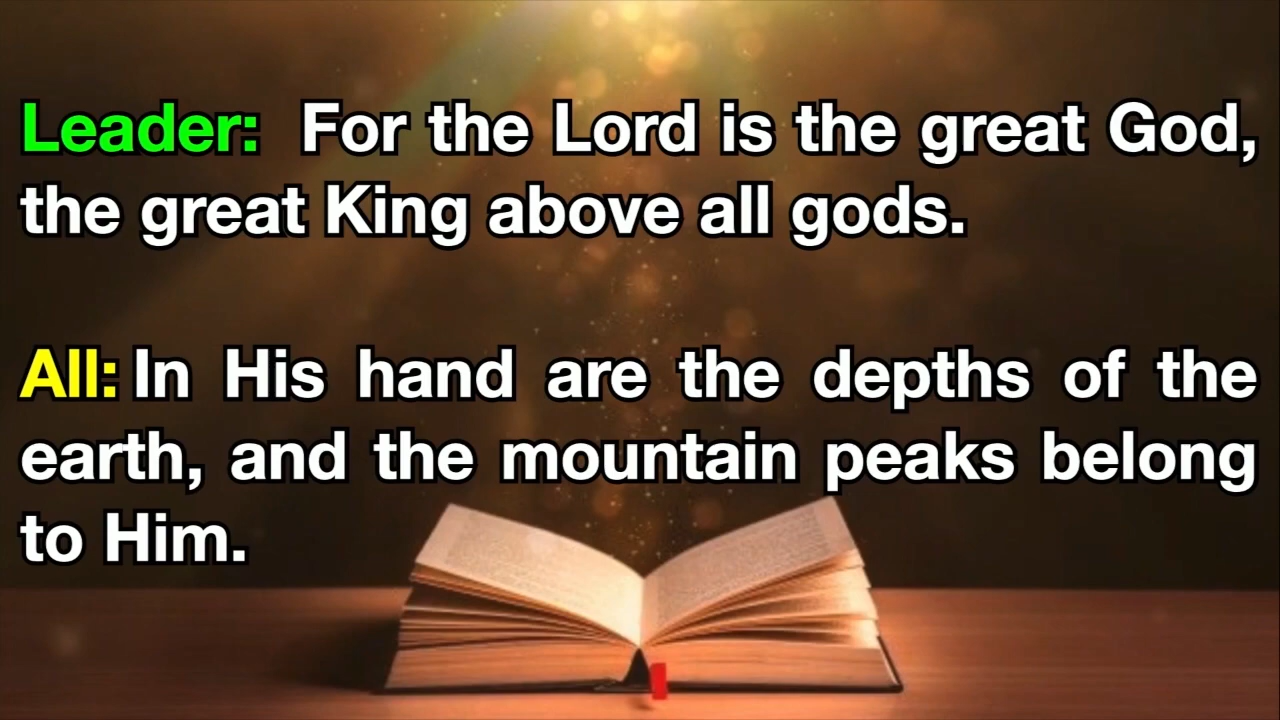 Leader: For the Lord is the great God,
the great King above all gods.
All: In His hand are the depths of the
earth, and the mountain peaks belong
to Him.